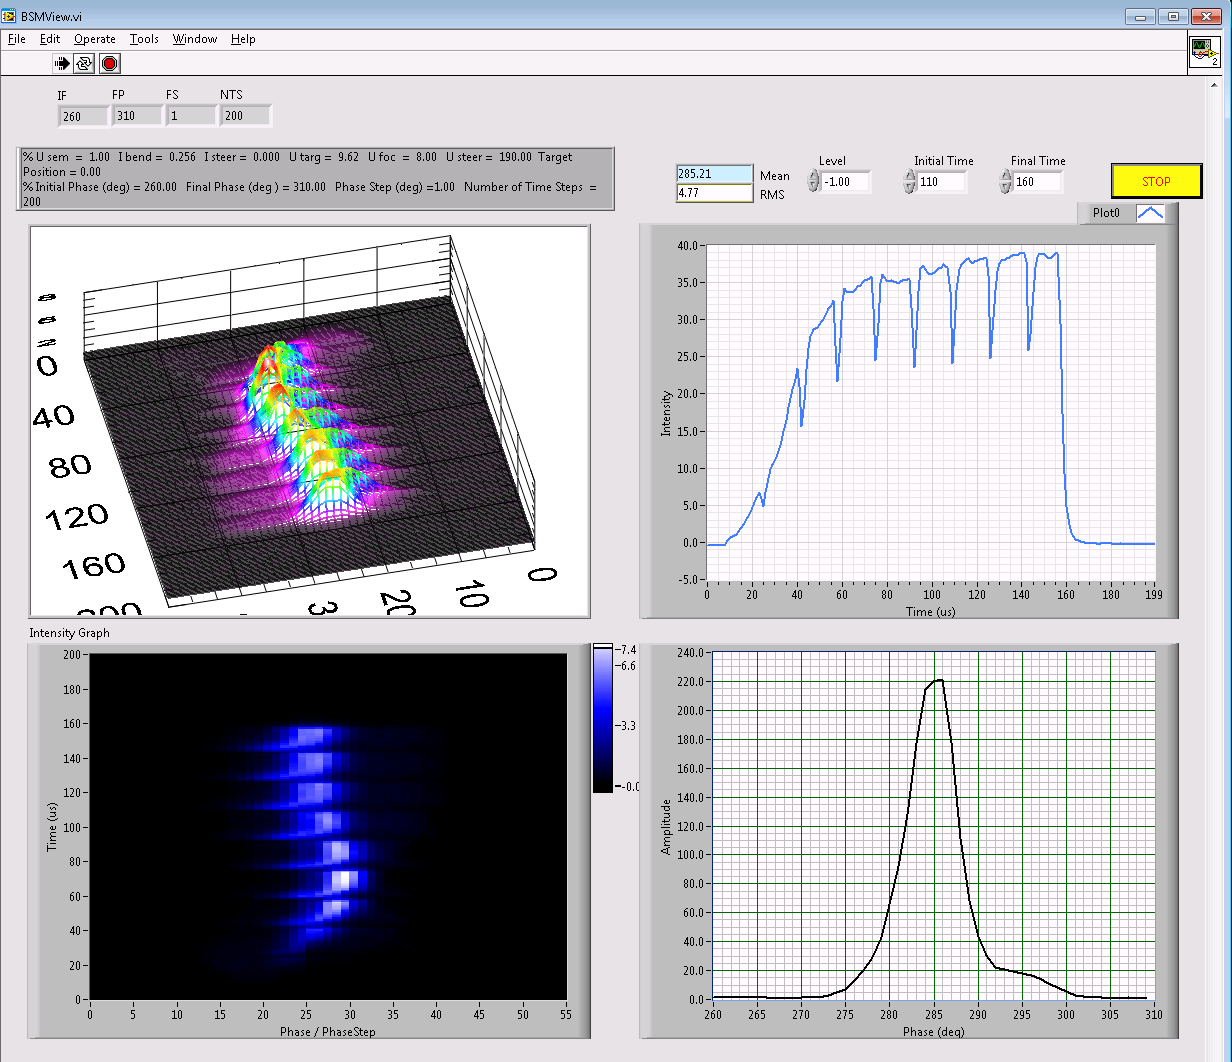 BSMView.vi
File Edit Operate Tools Window Help
2
IF FP FS NTS
260 310 1 200
% U sem = 1.00 I bend = 0.256 I steer = 0.000 U targ = 9.62 U foc = 8.00 U steer = 190.00 Target
Position = 0.00
% Initial Phase (deg) = 260.00 Final Phase (deg ) = 310.00 Phase Step (deg) =1.00 Number of Time Steps =
200
285.21 Mean
4.77 RMS
Level
-1.00
Initial Time
110
Final Time
160
STOP
Plot0
0
40
80
120
160
200
3
20
10
0
40.0
35.0
30.0
25.0
20.0
15.0
10.0
5.0
0.0
-5.0
Intensity
0 20 40 60 80 100 120 140 160 180 199
Time (us)
Intensity Graph
200
180
160
140
120
100
80
60
40
20
0
Time (us)
0 5 10 15 20 25 30 35 40 45 50 55
Phase / PhaseStep
7.4
6.6
3.3
-0.0
240.0
220.0
200.0
180.0
160.0
140.0
120.0
100.0
80.0
60.0
40.0
20.0
0.0
Amplitude
260 265 270 275 280 285 290 295 300 305 310
Phase (deg)